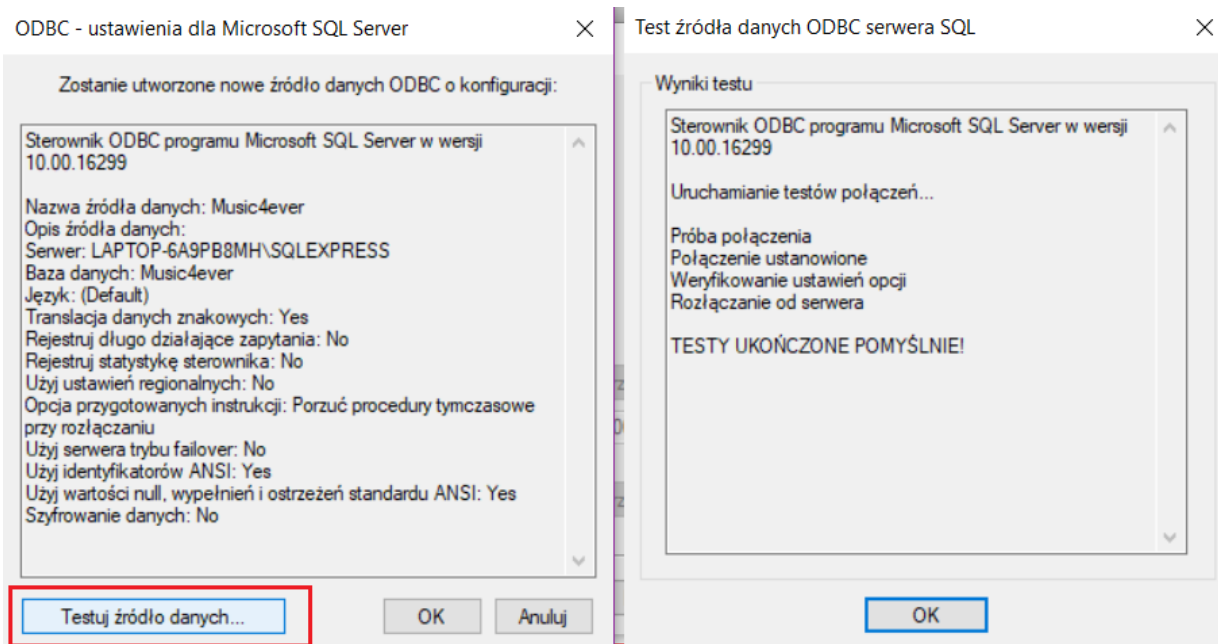 ODBC - ustawienia dla Microsoft SQL Server
Zostanie utworzone nowe źródło danych ODBC o konfiguracji:
Sterownik ODBC programu Microsoft SQL Server w wersji
10.00.16299
Nazwa źródła danych: Music4ever
Opis źródła danych:
Serwer: LAPTOP-6A9PB8MH\SQLEXPRESS
Baza danych: Music4ever
Język: (Default)
Translacja danych znakowych: Yes
Rejestruj długo działające zapytania: No
Rejestruj statystykę sterownika: No
Użyj ustawień regionalnych: No
Opcja przygotowanych instrukcji: Porzuć procedury tymczasowe
przy rozłączaniu
Użyj serwera trybu failover: No
Użyj identyfikatorów ANSI: Yes
Użyj wartości null, wypełnień i ostrzeżeń standardu ANSI: Yes
Szyfrowanie danych: No
Testuj źródło danych...
OK
Anuluj
Test źródła danych ODBC serwera SQL
Wyniki testu
Sterownik ODBC programu Microsoft SQL Server w wersji
10.00.16299
Uruchamianie testów połączeń...
Próba połączenia
Połączenie ustanowione
Weryfikowanie ustawień opcji
Rozłączanie od serwera
TESTY UKOŃCZONE POMYŚLNIE!
OK